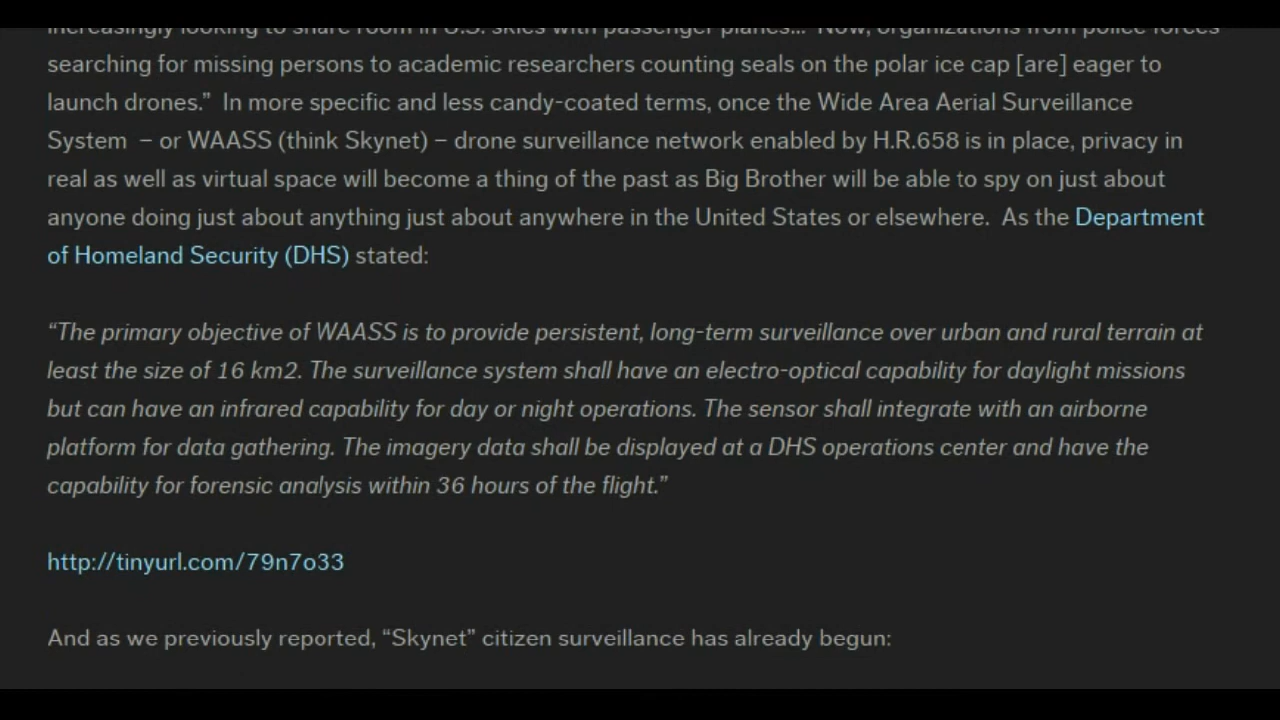 increasingly looking to share room in U.S. skies with passenger planes...  Now, organizations from police forces
searching for missing persons to academic researchers counting seals on the polar ice cap [are] eager to
launch drones.”  In more specific and less candy-coated terms, once the Wide Area Aerial Surveillance
System  – or WAASS (think Skynet) – drone surveillance network enabled by H.R.658 is in place, privacy in
real as well as virtual space will become a thing of the past as Big Brother will be able to spy on just about
anyone doing just about anything just about anywhere in the United States or elsewhere.  As the Department
of Homeland Security (DHS) stated:
“The primary objective of WAASS is to provide persistent, long-term surveillance over urban and rural terrain at
least the size of 16 km2. The surveillance system shall have an electro-optical capability for daylight missions
but can have an infrared capability for day or night operations. The sensor shall integrate with an airborne
platform for data gathering. The imagery data shall be displayed at a DHS operations center and have the
capability for forensic analysis within 36 hours of the flight.”
http://tinyurl.com/79n7o33
And as we previously reported, “Skynet” citizen surveillance has already begun: